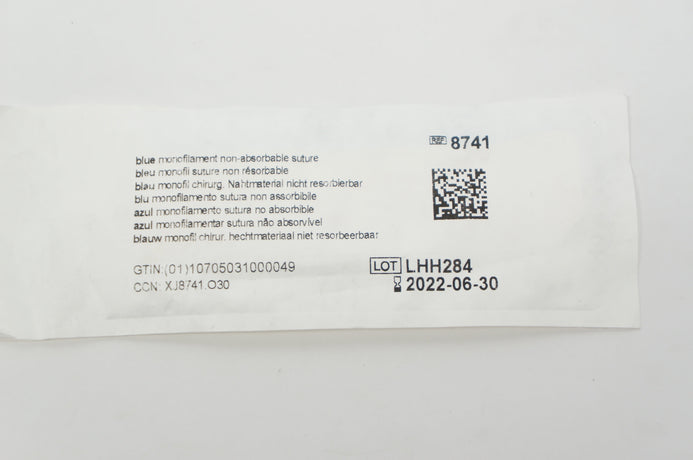 REF 8741
blue monofilament non-absorbable suture
bleu monofil suture non résorbable
blau monofil chirurg. Nahtmaterial nicht resorbierbar
blu monofilamento sutura non assorbibile
azul monofilamento sutura no absorbible
azul monofilamentar sutura não absorvível
blauw monofil chirur. hechtmateriaal niet resorbeerbaar
GTIN:(01)10705031000049
CCN: XJ8741.O30
LOT LHH284
2022-06-30